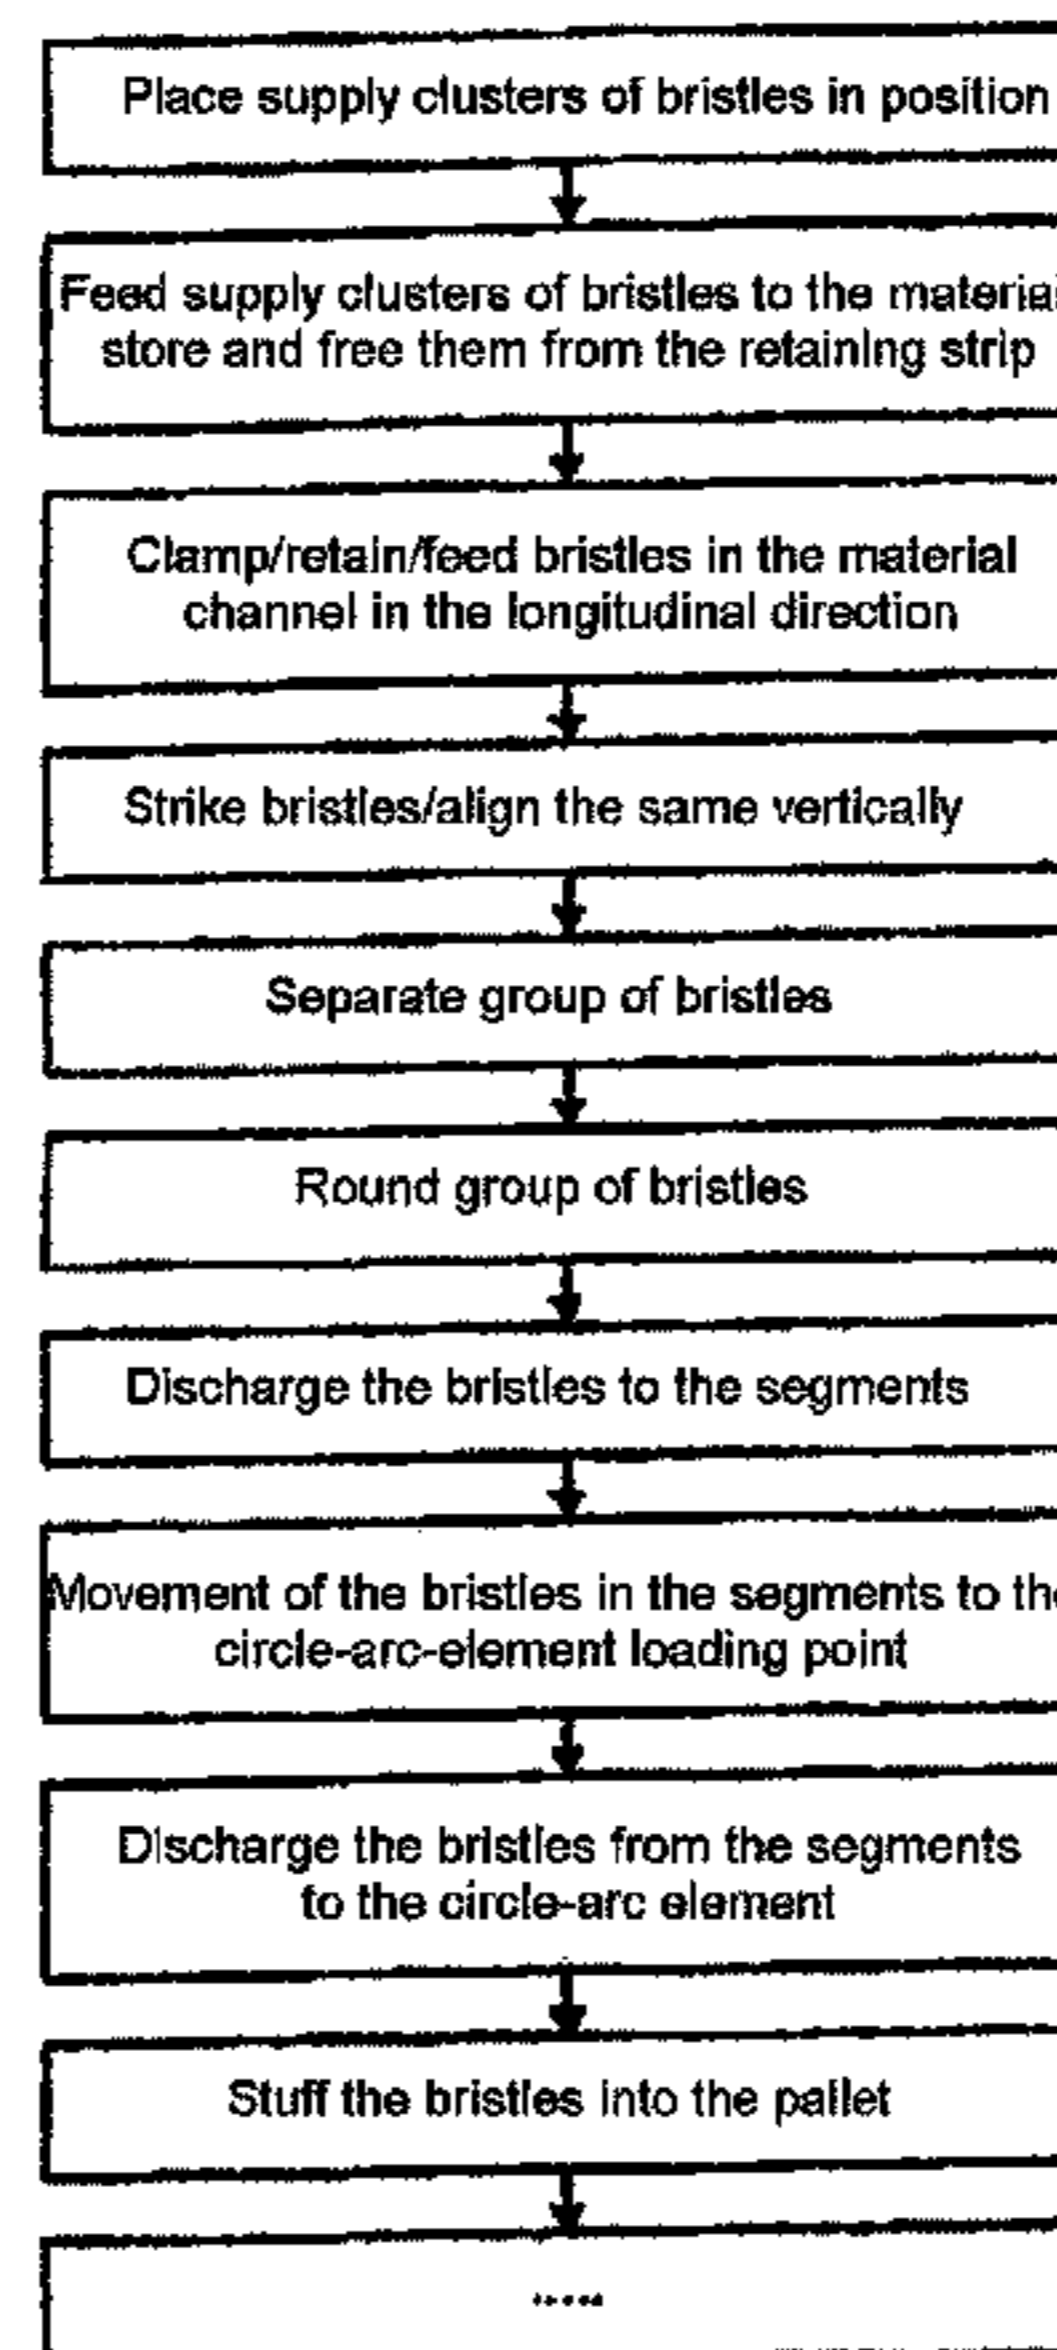 Place supply clusters of bristles in position
Feed supply clusters of bristles to the material
store and free them from the retaining strip
Clamp/retain/feed bristles in the material
channel in the longitudinal direction
Strike bristles/align the same vertically
Separate group of bristles
Round group of bristles
Discharge the bristles to the segments
Movement of the bristles in the segments to the
circle-arc-element loading point
Discharge the bristles from the segments
to the circle-arc element
Stuff the bristles into the pallet
.....